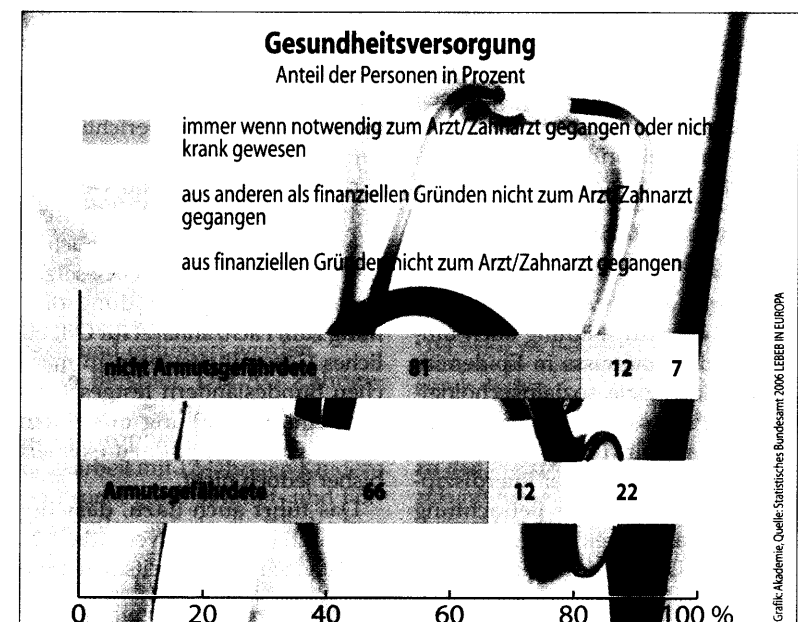 Gesundheitsversorgung
Anteil der Personen in Prozent
immer wenn notwendig zum Arzt/Zahnarzt gegangen oder nich
krank gewesen
aus anderen als finanziellen Gründen nicht zum Arzt/Zahnarzt
gegangen
aus finanziellen Gründen nicht zum Arzt/Zahnarzt gegangen
nicht Armutsgefährdete 81 12 7
Armutsgefährdete 66 12 22
0 20 40 60 80 100 %
Grafik: Akademie, Quelle: Statistisches Bundesamt 2006 LEBEB IN EUROPA